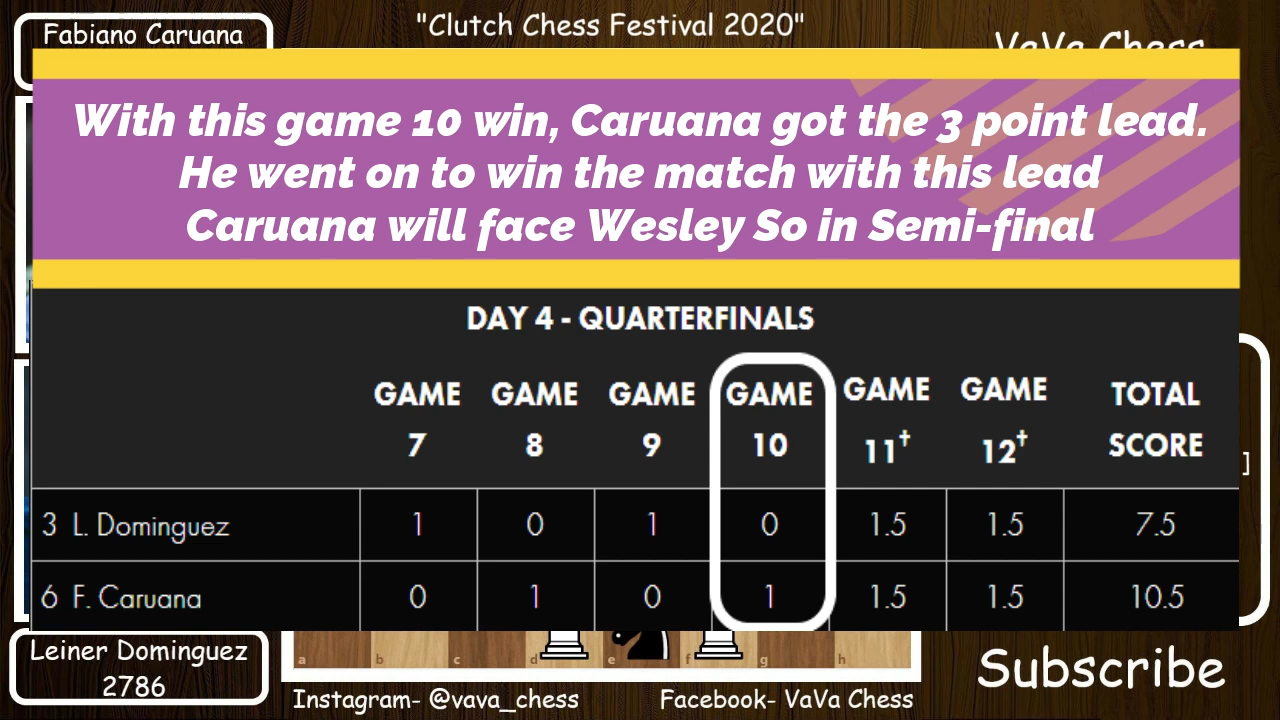 Fabiano Caruana
"Clutch Chess Festival 2020"
VaVa Chess
With this game 10 win, Caruana got the 3 point lead.
He went on to win the match with this lead
Caruana will face Wesley So in Semi-final
DAY 4 - QUARTERFINALS
GAME 7 GAME 8 GAME 9 GAME 10 GAME 11† GAME 12† TOTAL SCORE
3 L. Dominguez 1 0 1 0 1.5 1.5 7.5
6 F. Caruana 0 1 0 1 1.5 1.5 10.5
]
a b c d e f g h
Leiner Dominguez
2786
Instagram- @vava_chess
Facebook- VaVa Chess
Subscribe